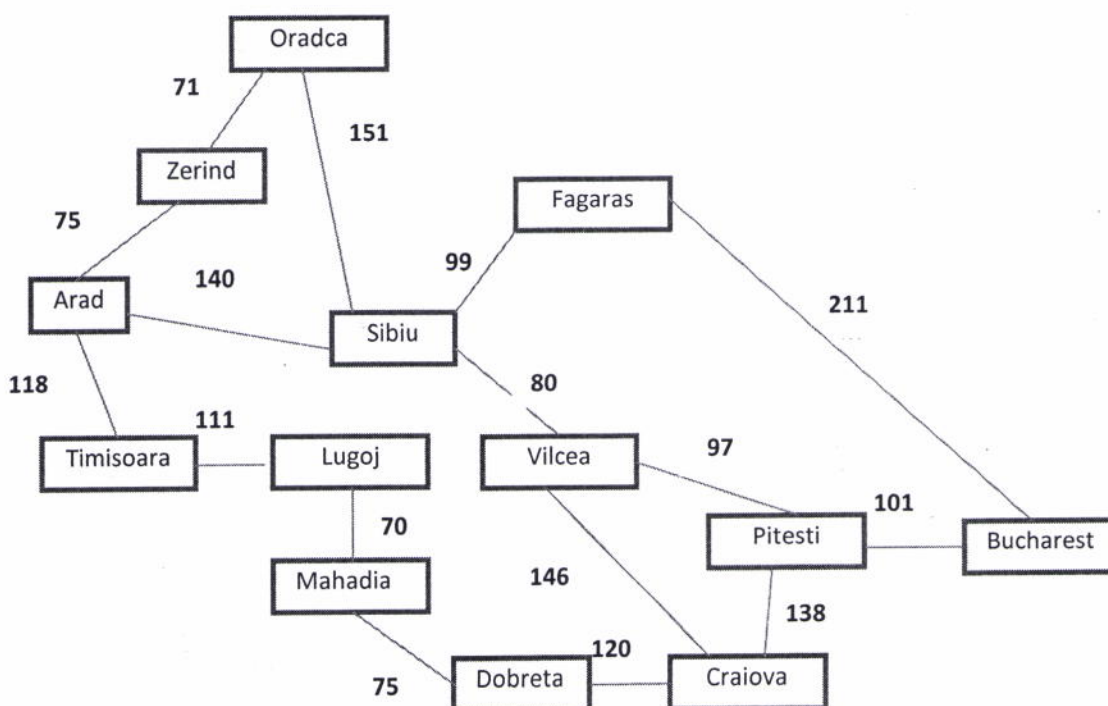 Oradca
71
151
Zerind
Fagaras
75
99
140
Arad
211
Sibiu
118
80
111
Timisoara
Lugoj
Vilcea
97
101
70
Pitesti
Bucharest
Mahadia
146
138
120
75
Dobreta
Craiova